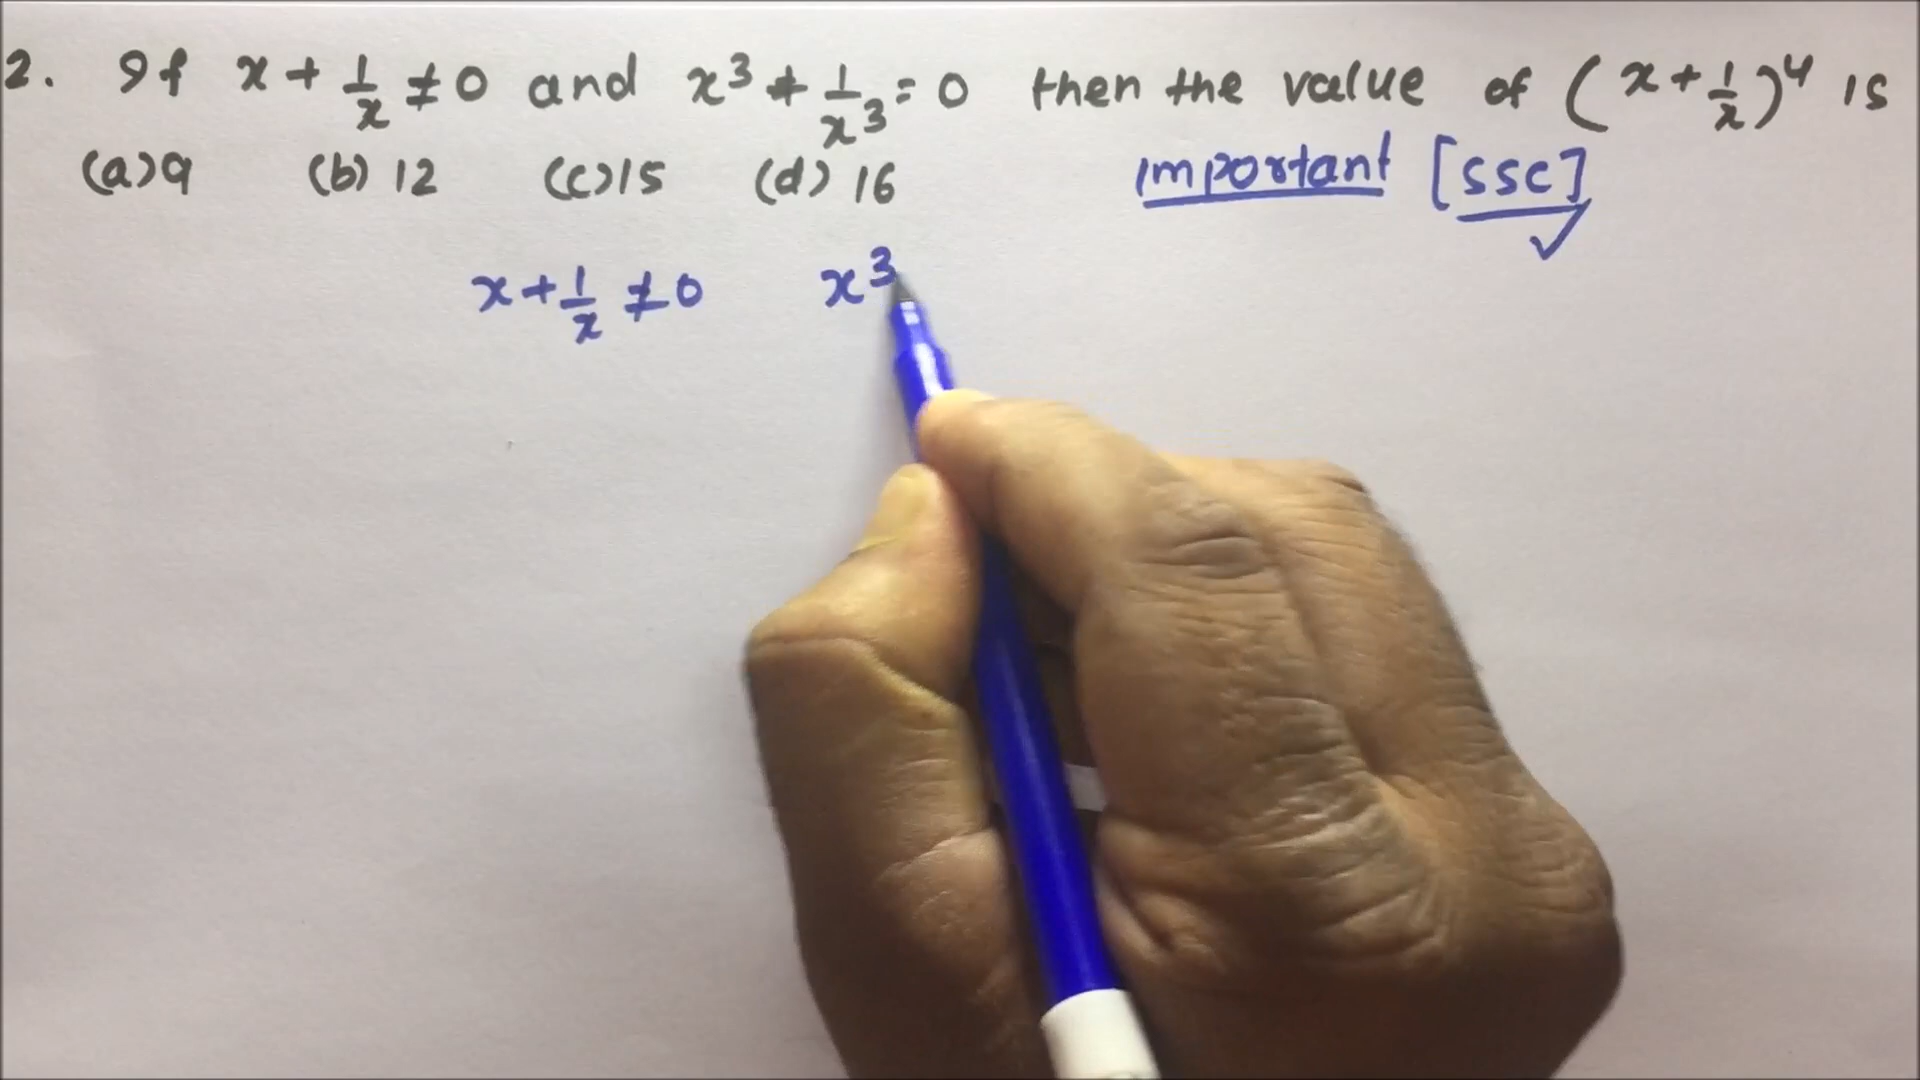 2. If x + 1/x ≠ 0 and x³ + 1/x³ = 0 then the value of (x + 1/x)⁴ is
(a) 9 (b) 12 (c) 15 (d) 16 Important [SSC]
x + 1/x ≠ 0 x³